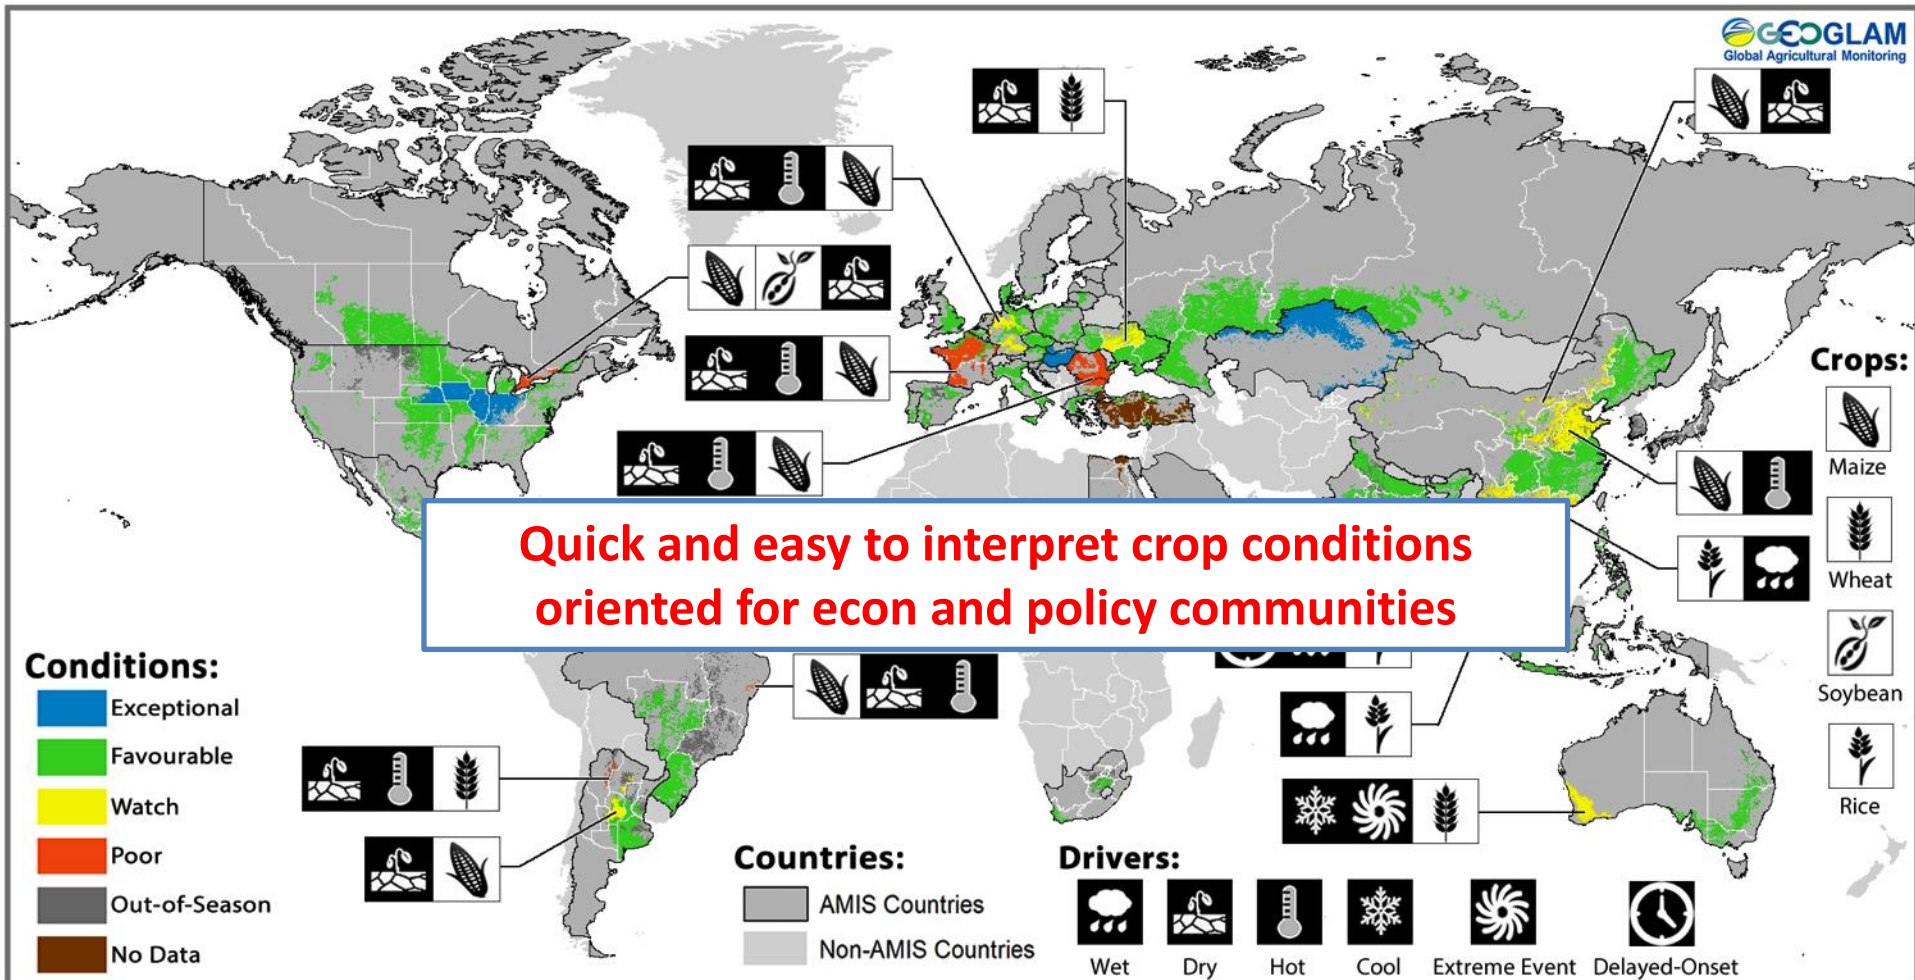 GEOGLAM
Global Agricultural Monitoring
Crops:
Maize
Wheat
Soybean
Rice
Quick and easy to interpret crop conditions
oriented for econ and policy communities
Conditions:
Exceptional
Favourable
Watch
Poor
Out-of-Season
No Data
Countries:
AMIS Countries
Non-AMIS Countries
Drivers:
Wet
Dry
Hot
Cool
Extreme Event
Delayed-Onset